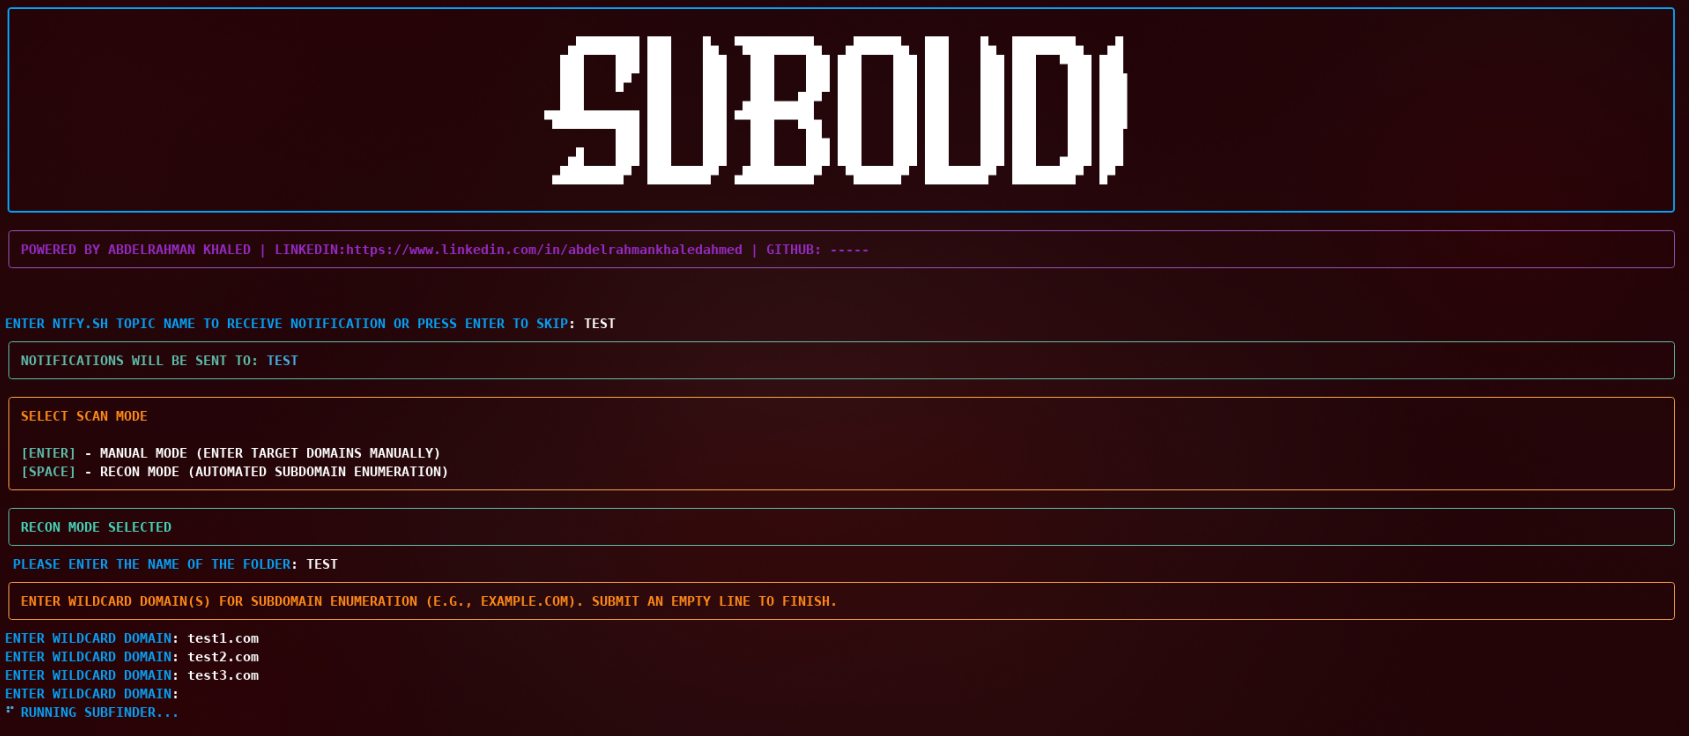 SUBOUDI
POWERED BY ABDELRAHMAN KHALED | LINKEDIN:https://www.linkedin.com/in/abdelrahmankhaledahmed | GITHUB: -----
ENTER NTFY.SH TOPIC NAME TO RECEIVE NOTIFICATION OR PRESS ENTER TO SKIP: TEST
NOTIFICATIONS WILL BE SENT TO: TEST
SELECT SCAN MODE
[ENTER] - MANUAL MODE (ENTER TARGET DOMAINS MANUALLY)
[SPACE] - RECON MODE (AUTOMATED SUBDOMAIN ENUMERATION)
RECON MODE SELECTED
PLEASE ENTER THE NAME OF THE FOLDER: TEST
ENTER WILDCARD DOMAIN(S) FOR SUBDOMAIN ENUMERATION (E.G., EXAMPLE.COM). SUBMIT AN EMPTY LINE TO FINISH.
ENTER WILDCARD DOMAIN: test1.com
ENTER WILDCARD DOMAIN: test2.com
ENTER WILDCARD DOMAIN: test3.com
ENTER WILDCARD DOMAIN:
RUNNING SUBFINDER...